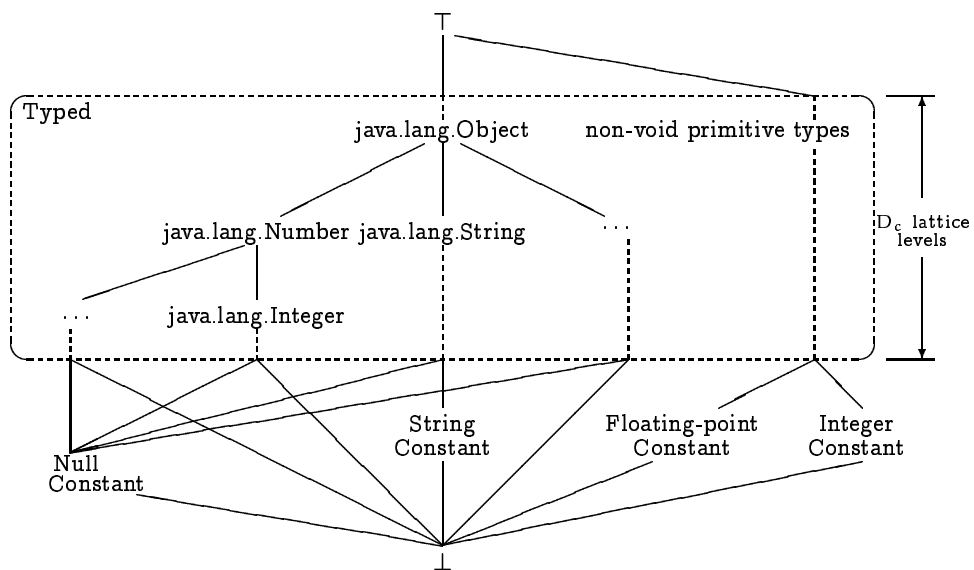 ⊤
Typed
java.lang.Object non-void primitive types
java.lang.Number java.lang.String ...
D_c lattice
levels
... java.lang.Integer
String
Constant
Floating-point
Constant
Integer
Constant
Null
Constant
⊥